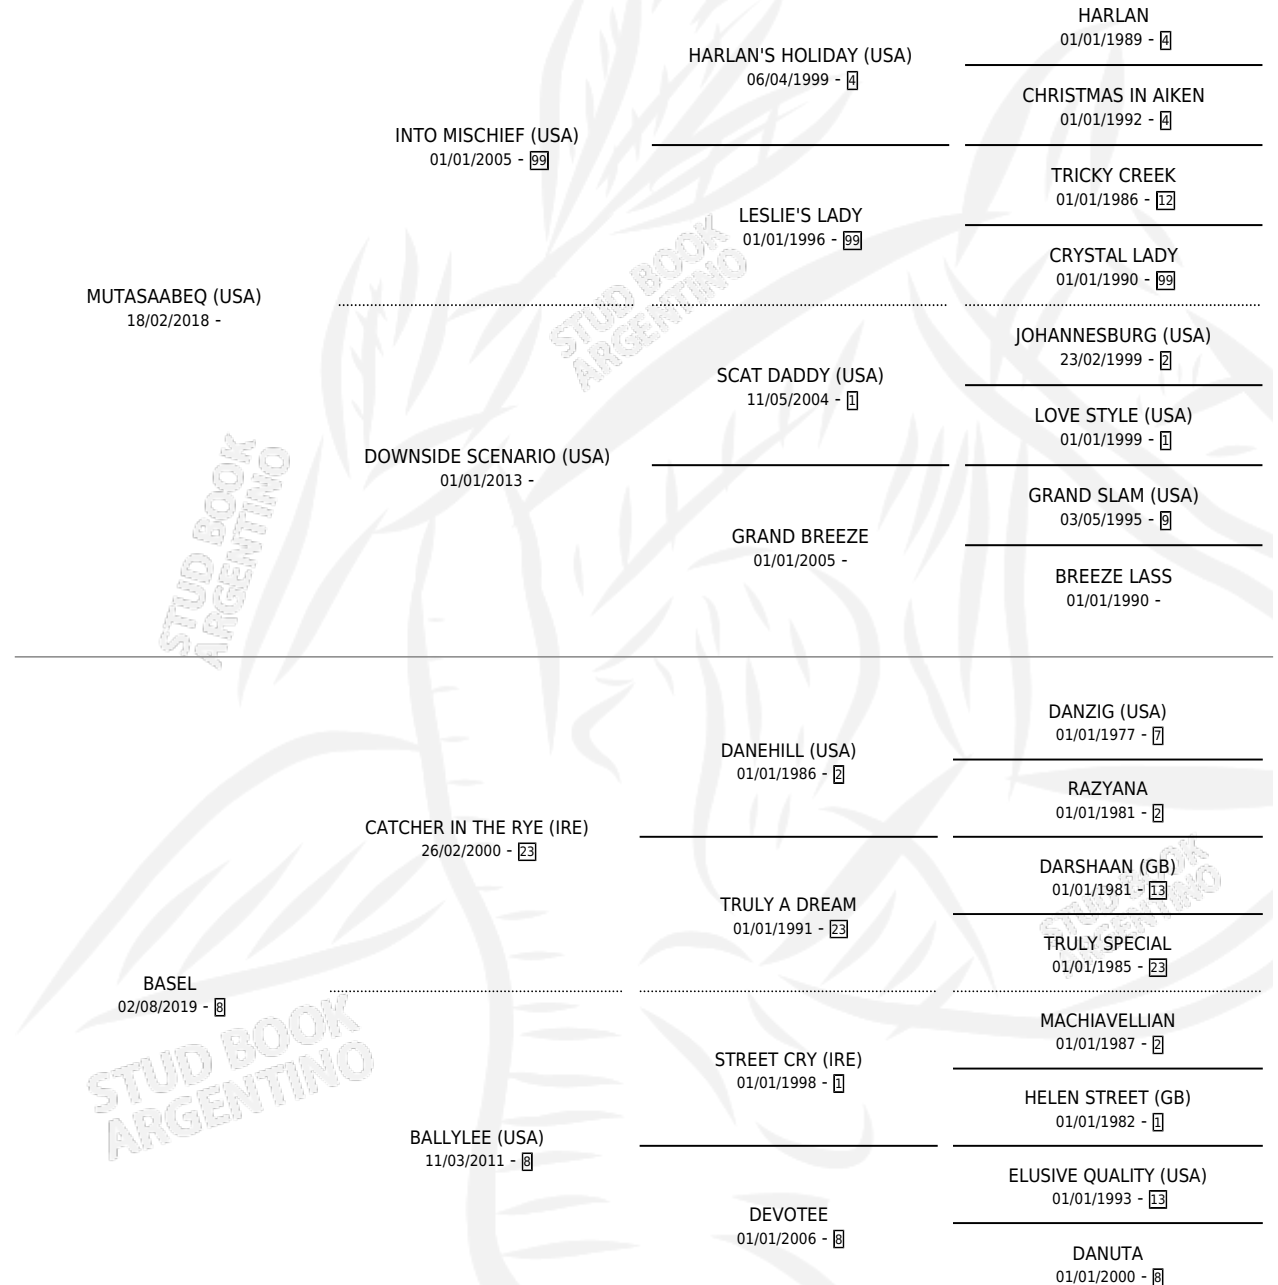 HARLAN
01/01/1989 - 4
HARLAN'S HOLIDAY (USA)
06/04/1999 - 4
CHRISTMAS IN AIKEN
01/01/1992 - 4
INTO MISCHIEF (USA)
01/01/2005 - 99
TRICKY CREEK
01/01/1986 - 12
LESLIE'S LADY
01/01/1996 - 99
CRYSTAL LADY
01/01/1990 - 99
MUTASAABEQ (USA)
18/02/2018 -
JOHANNESBURG (USA)
23/02/1999 - 2
SCAT DADDY (USA)
11/05/2004 - 1
LOVE STYLE (USA)
01/01/1999 - 1
DOWNSIDE SCENARIO (USA)
01/01/2013 -
GRAND SLAM (USA)
03/05/1995 - 9
GRAND BREEZE
01/01/2005 -
BREEZE LASS
01/01/1990 -
STUD BOOK
ARGENTINO
STUD BOOK
ARGENTINO
DANZIG (USA)
01/01/1977 - 7
DANEHILL (USA)
01/01/1986 - 2
RAZYANA
01/01/1981 - 2
CATCHER IN THE RYE (IRE)
26/02/2000 - 23
DARSHAAN (GB)
01/01/1981 - 13
TRULY A DREAM
01/01/1991 - 23
TRULY SPECIAL
01/01/1985 - 23
BASEL
02/08/2019 - 8
MACHIAVELLIAN
01/01/1987 - 2
STREET CRY (IRE)
01/01/1998 - 1
HELEN STREET (GB)
01/01/1982 - 1
BALLYLEE (USA)
11/03/2011 - 8
ELUSIVE QUALITY (USA)
01/01/1993 - 13
DEVOTEE
01/01/2006 - 8
DANUTA
01/01/2000 - 8
STUD BOOK
ARGENTINO
STUD BOOK
ARGENTINO